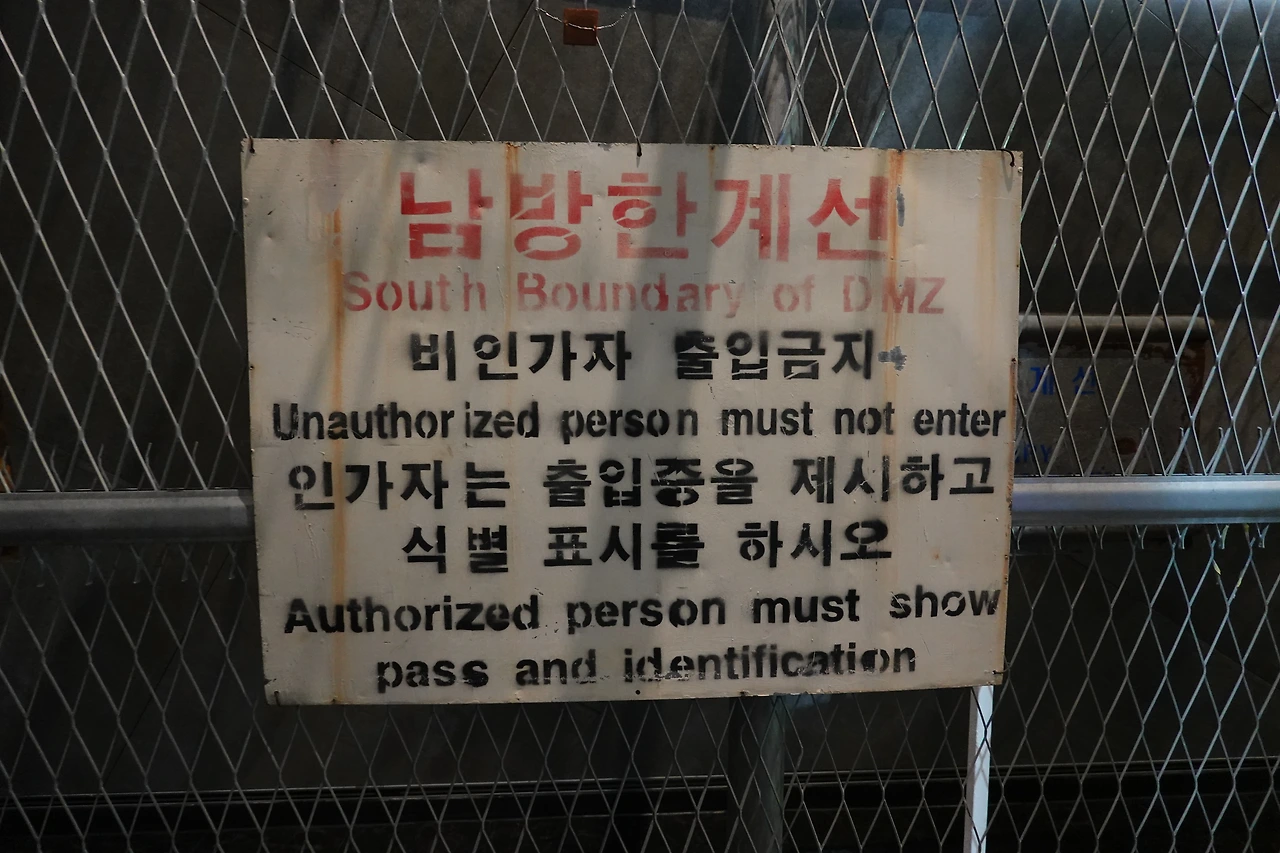 남방한계선
South Boundary of DMZ
비인가자 출입금지
Unauthorized person must not enter
인가자는 출입증을 제시하고
식별 표시를 하시오
Authorized person must show
pass and identification
계선